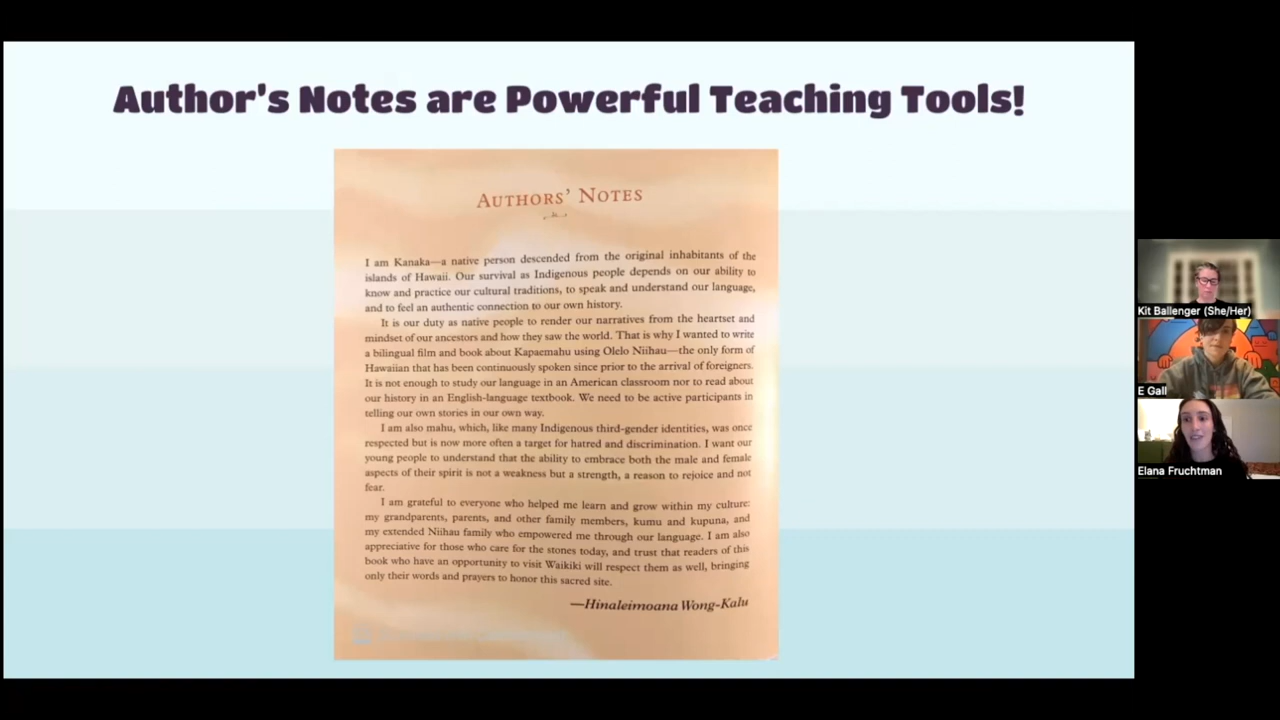 Author's Notes are Powerful Teaching Tools!
AUTHORS' NOTES
I am Kanaka—a native person descended from the original inhabitants of the
islands of Hawaii. Our survival as Indigenous people depends on our ability to
know and practice our cultural traditions, to speak and understand our language,
and to feel an authentic connection to our own history.
It is our duty as native people to render our narratives from the heartset and
mindset of our ancestors and how they saw the world. That is why I wanted to write
a bilingual film and book about Kapaemahu using Olelo Niihau—the only form of
Hawaiian that has been continuously spoken since prior to the arrival of foreigners.
It is not enough to study our language in an American classroom nor to read about
our history in an English-language textbook. We need to be active participants in
telling our own stories in our own way.
I am also mahu, which, like many Indigenous third-gender identities, was once
respected but is now more often a target for hatred and discrimination. I want our
young people to understand that the ability to embrace both the male and female
aspects of their spirit is not a weakness but a strength, a reason to rejoice and not
fear.
I am grateful to everyone who helped me learn and grow within my culture:
my grandparents, parents, and other family members, kumu and kupuna, and
my extended Niihau family who empowered me through our language. I am also
appreciative for those who care for the stones today, and trust that readers of this
book who have an opportunity to visit Waikiki will respect them as well, bringing
only their words and prayers to honor this sacred site.
—Hinaleimoana Wong-Kalu
Kit Ballenger (She/Her)
E Gall
Elana Fruchtman